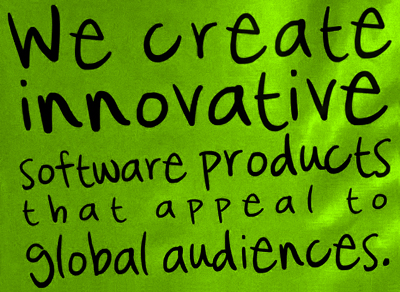 We create
innovative
software products
that appeal to
global audiences.